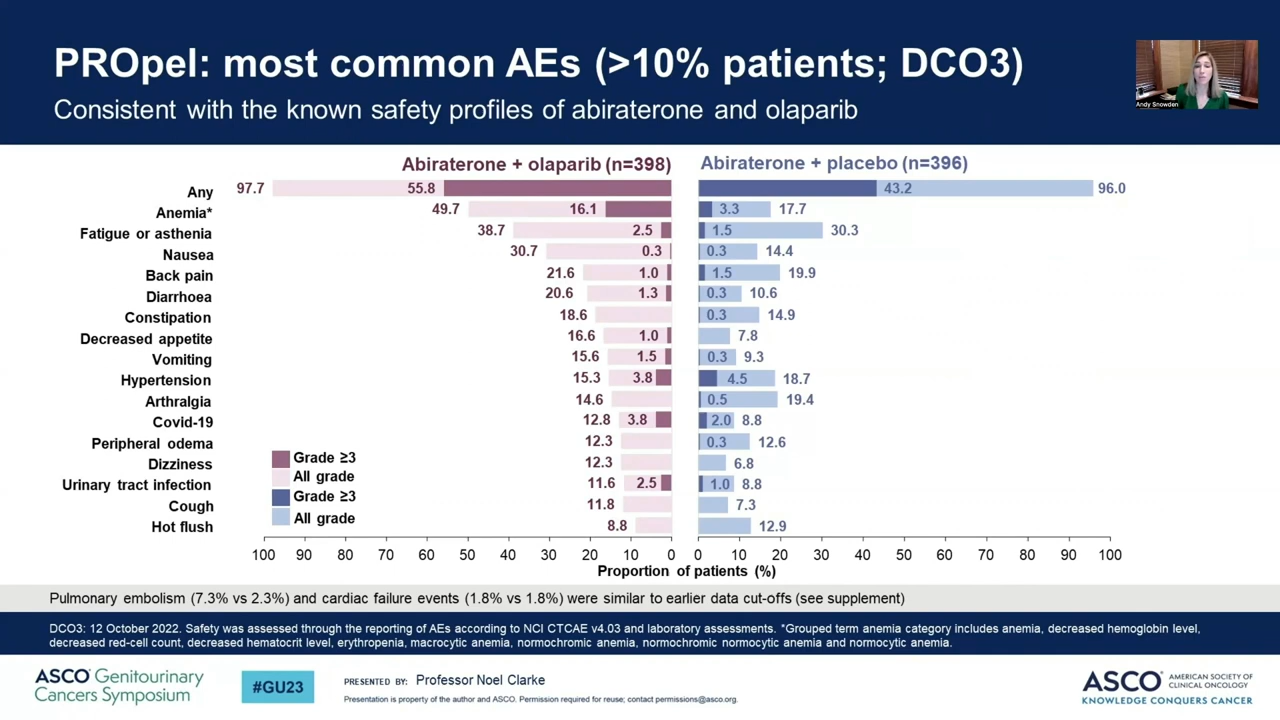 PROpel: most common AEs (>10% patients; DCO3)
Consistent with the known safety profiles of abiraterone and olaparib
Andy Snowden
Abiraterone + olaparib (n=398)
Abiraterone + placebo (n=396)
Any 97.7 55.8 43.2 96.0
Anemia* 49.7 16.1 3.3 17.7
Fatigue or asthenia 38.7 2.5 1.5 30.3
Nausea 30.7 0.3 0.3 14.4
Back pain 21.6 1.0 1.5 19.9
Diarrhoea 20.6 1.3 0.3 10.6
Constipation 18.6 0.3 14.9
Decreased appetite 16.6 1.0 7.8
Vomiting 15.6 1.5 0.3 9.3
Hypertension 15.3 3.8 4.5 18.7
Arthralgia 14.6 0.5 19.4
Covid-19 12.8 3.8 2.0 8.8
Peripheral odema 12.3 0.3 12.6
Dizziness 12.3 6.8
Urinary tract infection 11.6 2.5 1.0 8.8
Cough 11.8 7.3
Hot flush 8.8 12.9
Grade ≥3
All grade
Grade ≥3
All grade
100 90 80 70 60 50 40 30 20 10 0 0 10 20 30 40 50 60 70 80 90 100
Proportion of patients (%)
Pulmonary embolism (7.3% vs 2.3%) and cardiac failure events (1.8% vs 1.8%) were similar to earlier data cut-offs (see supplement)
DCO3: 12 October 2022. Safety was assessed through the reporting of AEs according to NCI CTCAE v4.03 and laboratory assessments. *Grouped term anemia category includes anemia, decreased hemoglobin level,
decreased red-cell count, decreased hematocrit level, erythropenia, macrocytic anemia, normochromic anemia, normochromic normocytic anemia and normocytic anemia.
ASCO Genitourinary
Cancers Symposium
#GU23
PRESENTED BY: Professor Noel Clarke
Presentation is property of the author and ASCO. Permission required for reuse; contact permissions@asco.org.
ASCO AMERICAN SOCIETY OF
CLINICAL ONCOLOGY
KNOWLEDGE CONQUERS CANCER